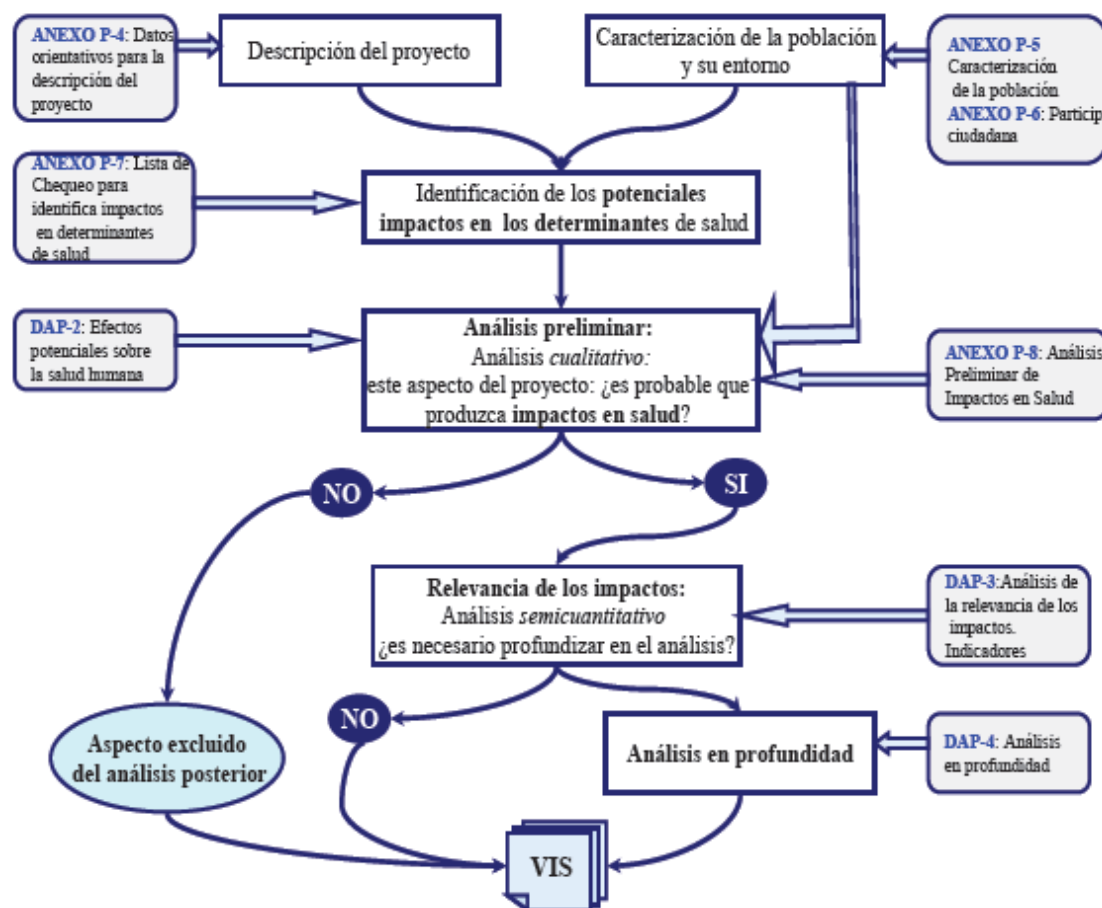 ANEXO P-4: Datos
orientativos para la
descripción del
proyecto
Descripción del proyecto
Caracterización de la población
y su entorno
ANEXO P-5
Caracterización
de la población
ANEXO P-6: Particip
ciudadana
ANEXO P-7: Lista de
Chequeo para
identifica impactos
en determinantes
de salud
Identificación de los potenciales
impactos en los determinantes de salud
DAP-2: Efectos
potenciales sobre
la salud humana
Análisis preliminar:
Análisis cualitativo:
este aspecto del proyecto: ¿es probable que
produzca impactos en salud?
ANEXO P-8: Análisis
Preliminar de
Impactos en Salud
NO
SI
Relevancia de los impactos:
Análisis semicuantitativo
¿es necesario profundizar en el análisis?
DAP-3:Análisis de
la relevancia de los
impactos.
Indicadores
NO
Aspecto excluido
del análisis posterior
Análisis en profundidad
DAP-4: Análisis
en profundidad
VIS